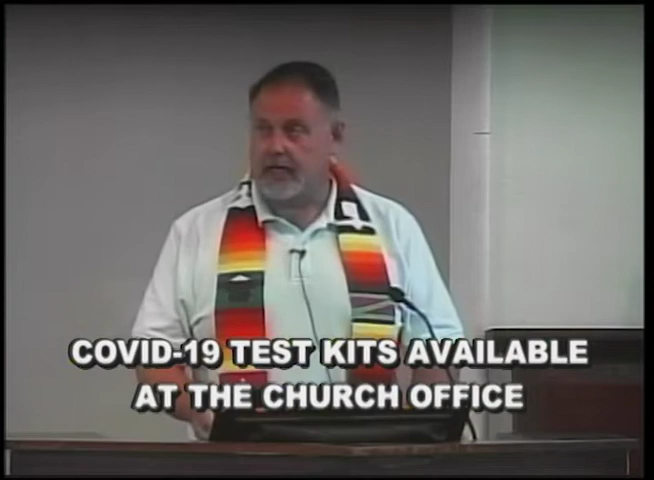 COVID-19 TEST KITS AVAILABLE
AT THE CHURCH OFFICE